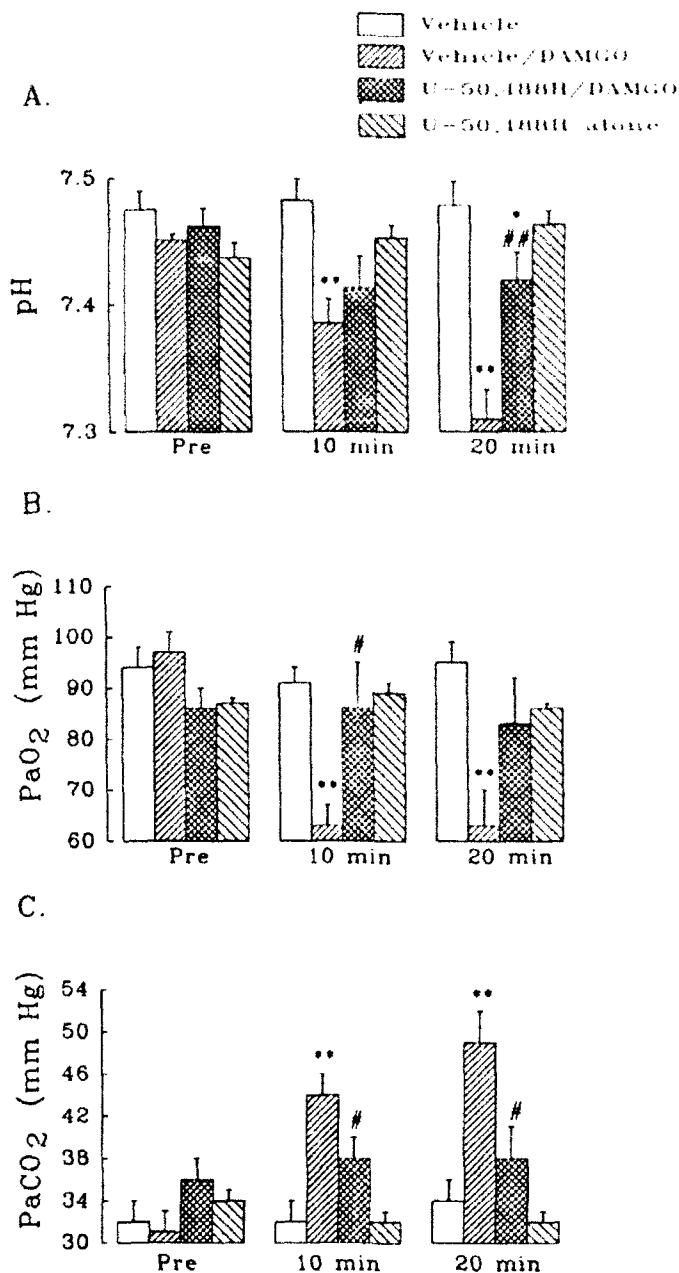 Vehicle
Vehicle/DAMGO
U-50,488H/DAMGO
U-50,488H alone
A.
7.5
7.4
7.3
pH
**
**
*
##
Pre
10 min
20 min
B.
110
100
90
80
70
60
PaO2 (mm Hg)
**
#
**
Pre
10 min
20 min
C.
54
50
46
42
38
34
30
PaCO2 (mm Hg)
**
#
**
#
Pre
10 min
20 min